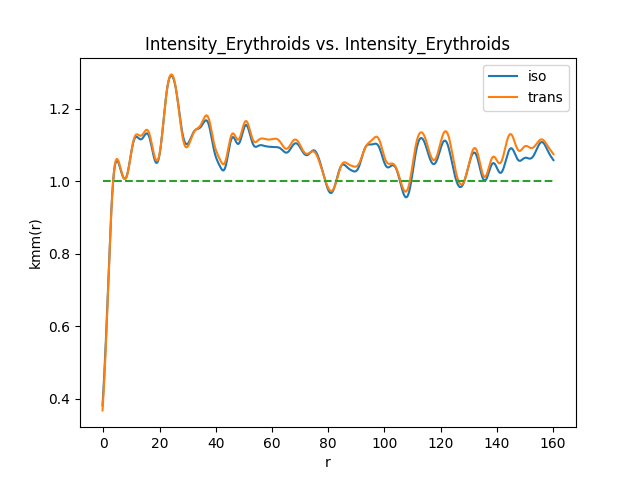 Intensity_Erythroids vs. Intensity_Erythroids
iso
trans
1.2
1.0
0.8
0.6
0.4
kmm(r)
0 20 40 60 80 100 120 140 160
r